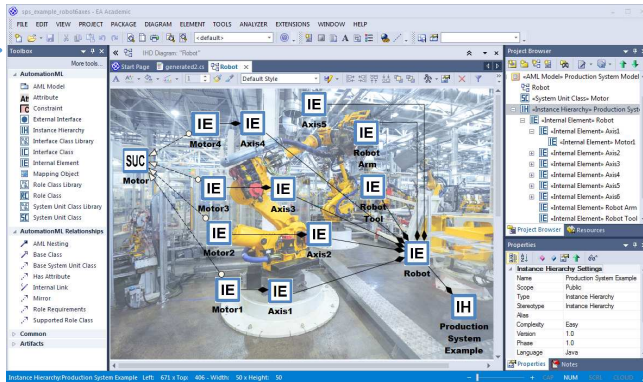 sps_example_robotBases - EA Academic
FILE EDIT VIEW PROJECT PACKAGE DIAGRAM ELEMENT TOOLS ANALYZER EXTENSIONS WINDOW HELP
<default>
Toolbox
More tools...
AutomationML
AML Model
Attribute
Constraint
External Interface
Instance Hierarchy
Interface Class Library
Interface Class
Internal Element
Mapping Object
Role Class Library
Role Class
System Unit Class Library
System Unit Class
AutomationML Relationships
AML Nesting
Base Class
Base System Unit Class
Has Attribute
Internal Link
Mirror
Role Requirements
Supported Role Class
Common
Artifacts
IHD Diagram: "Robot"
Start Page generated2.cs Robot
Default Style
IE
Motor4
IE
Axis4
IE
Axis5
IE
Robot
Arm
SUC
Motor
IE
Motor3
IE
Axis3
IE
Robot
Tool
IE
Motor2
IE
Axis2
IE
Robot
IE
Motor1
IE
Axis1
IH
Production
System
Example
Project Browser
«AML Model» Production System Model
Robot
«System Unit Class» Motor
«Instance Hierarchy» Production Syst
«Internal Element» Robot
«Internal Element» Axis1
«Internal Element» Motor1
«Internal Element» Axis2
«Internal Element» Axis3
«Internal Element» Axis4
«Internal Element» Axis5
«Internal Element» Axis6
«Internal Element» Robot Arm
«Internal Element» Robot Tool
Project Browser Resources
Properties
Instance Hierarchy Settings
Name Production System Example
Scope Public
Type Instance Hierarchy
Stereotype Instance Hierarchy
Alias
Complexity Easy
Version 1.0
Phase 1.0
Language Java
Properties Notes
Instance Hierarchy:Production System Example Left: 671 x Top: 406 - Width: 50 x Height: 50
CAP NUM SCRL CLOUD